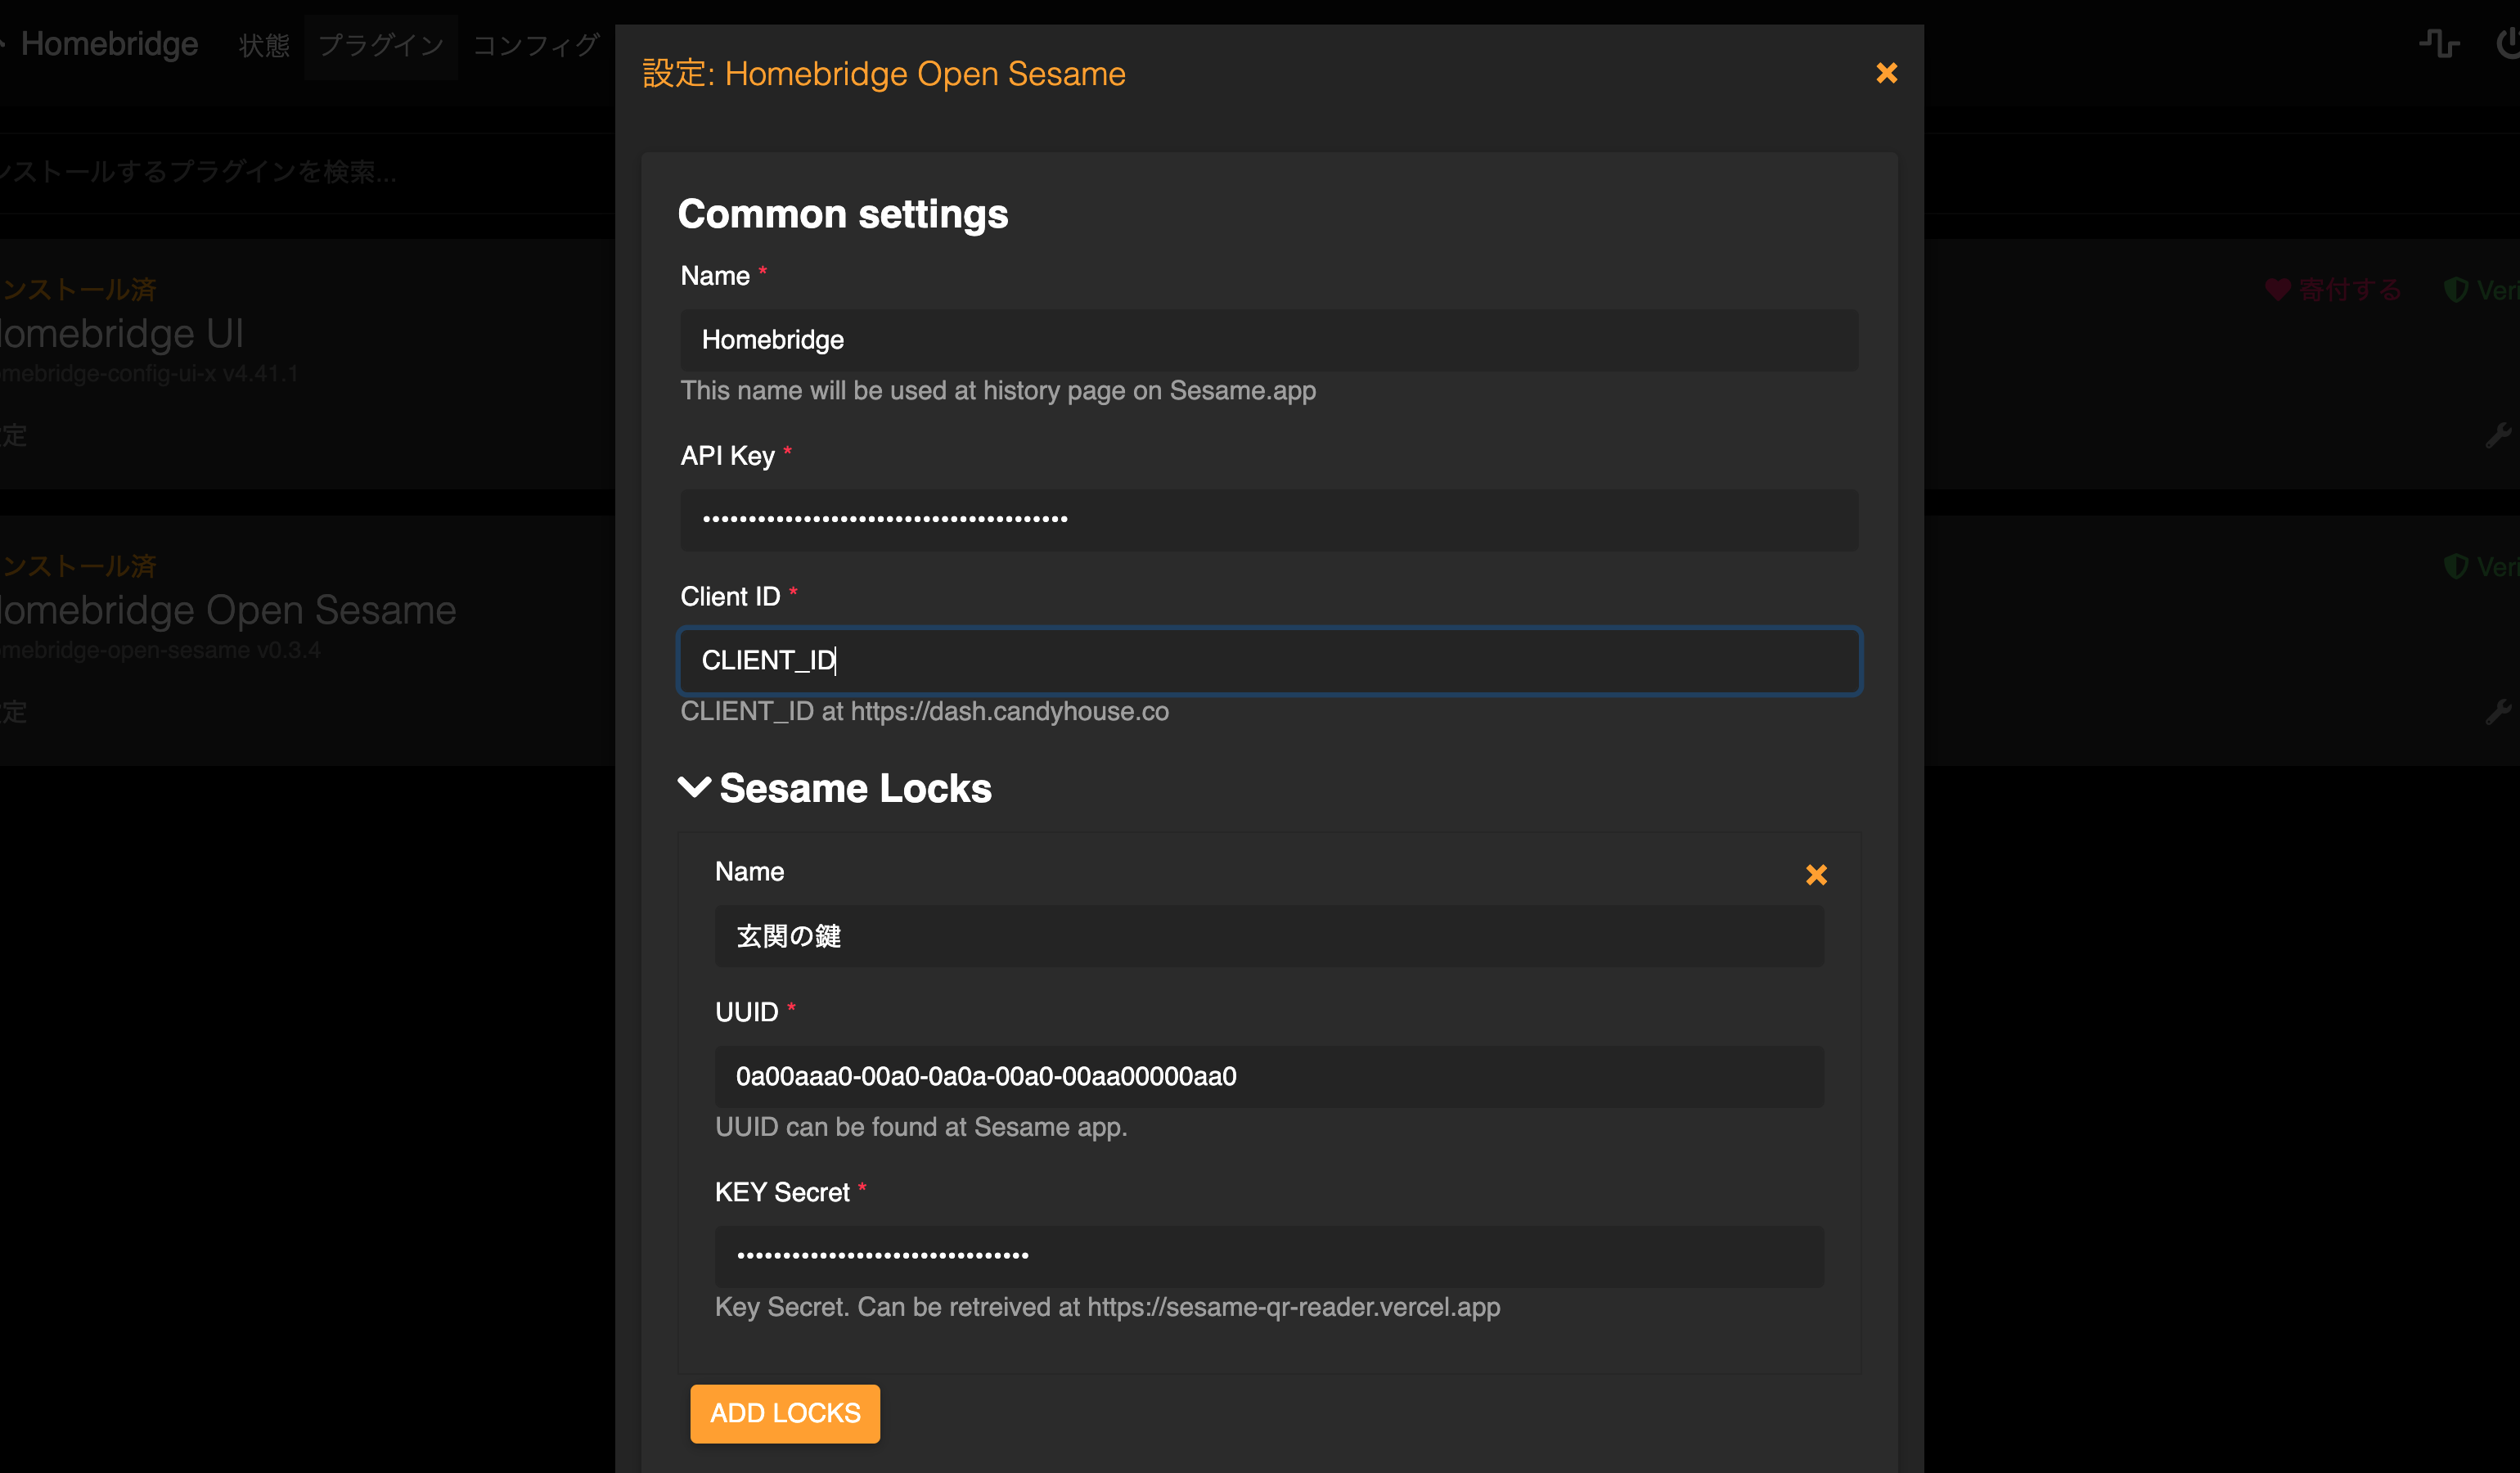 Homebridge 状態 プラグイン コンフィグ
設定: Homebridge Open Sesame
ンストールするプラグインを検索...
Common settings
Name *
Homebridge
This name will be used at history page on Sesame.app
API Key *
••••••••••••••••••••••••••••••••••••••••
Client ID *
CLIENT_ID
CLIENT_ID at https://dash.candyhouse.co
Sesame Locks
Name
玄関の鍵
UUID *
0a00aaa0-00a0-0a0a-00a0-00aa00000aa0
UUID can be found at Sesame app.
KEY Secret *
••••••••••••••••••••••••••••••••
Key Secret. Can be retreived at https://sesame-qr-reader.vercel.app
ADD LOCKS
ンストール済
omebridge UI
mebridge-config-ui-x v4.41.1
定
寄付する Veri
ンストール済
omebridge Open Sesame
mebridge-open-sesame v0.3.4
定
Veri